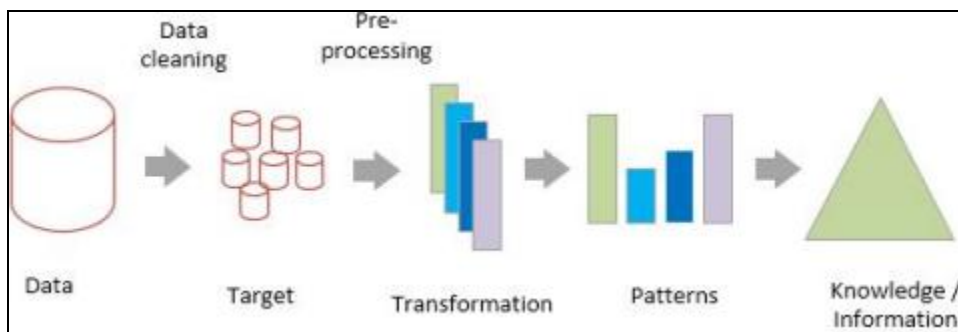 Data
cleaning
Pre-
processing
Data
Target
Transformation
Patterns
Knowledge /
Information